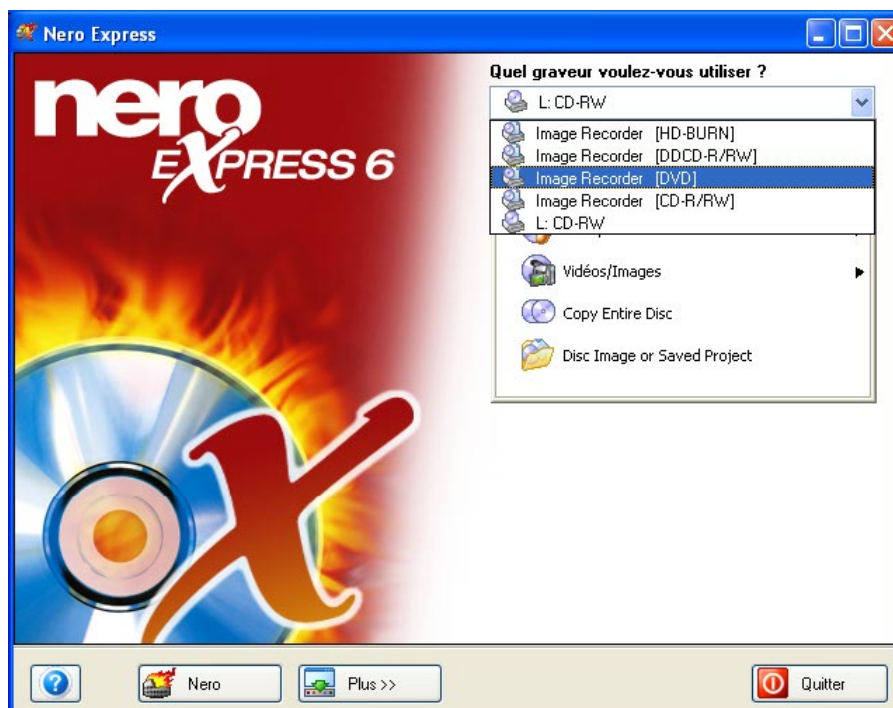 Nero Express
nero
EXPRESS 6
Quel graveur voulez-vous utiliser ?
L: CD-RW
Image Recorder [HD-BURN]
Image Recorder [DDCD-R/RW]
Image Recorder [DVD]
Image Recorder [CD-R/RW]
L: CD-RW
Vidéos/Images
Copy Entire Disc
Disc Image or Saved Project
Nero
Plus >>
Quitter